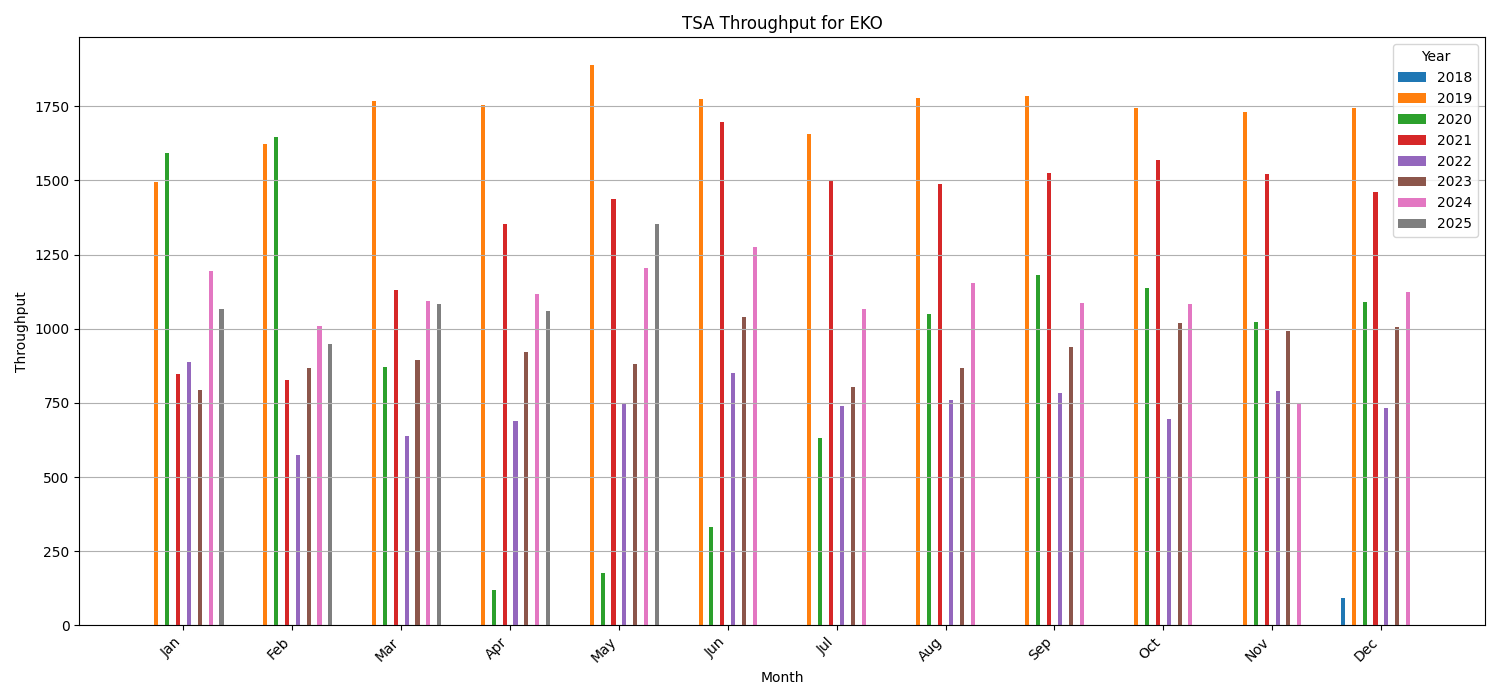 TSA Throughput for EKO
Throughput
1750
1500
1250
1000
750
500
250
0
Jan
Feb
Mar
Apr
May
Jun
Jul
Aug
Sep
Oct
Nov
Dec
Month
Year
2018
2019
2020
2021
2022
2023
2024
2025